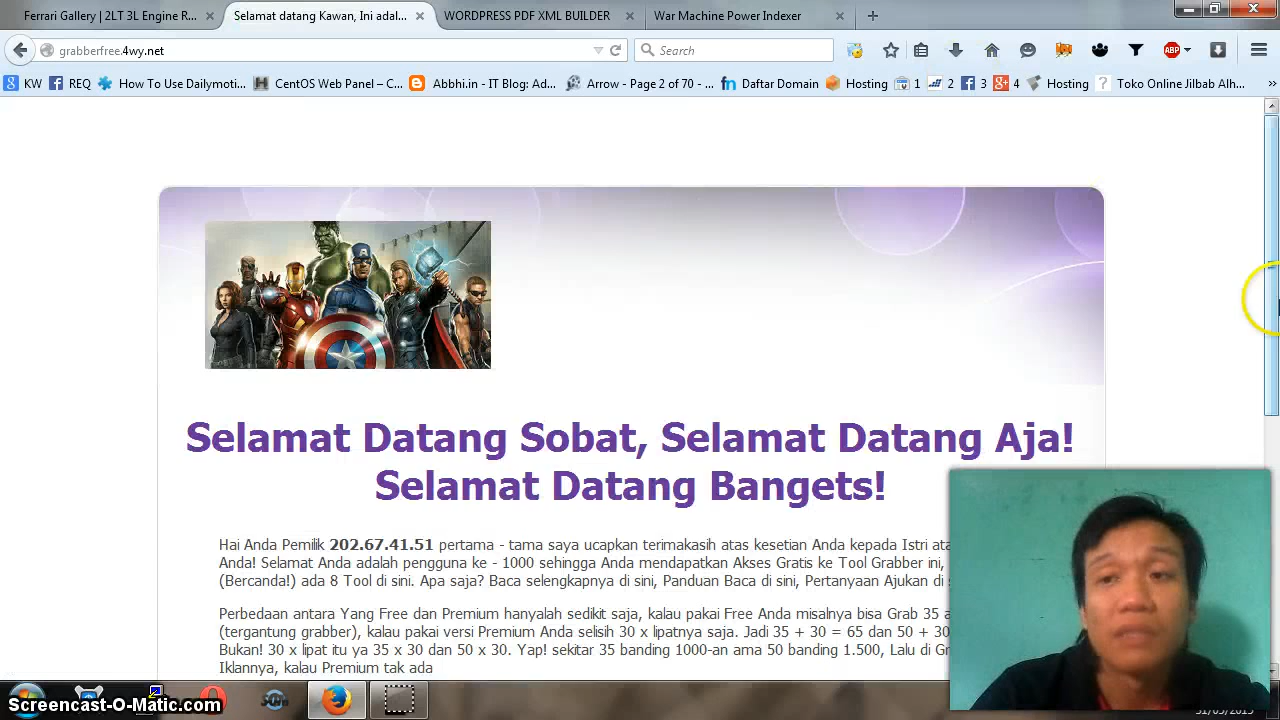 Ferrari Gallery | 2LT 3L Engine R... × Selamat datang Kawan, Ini adal... × WORDPRESS PDF XML BUILDER × War Machine Power Indexer × +
grabberfree.4wy.net Search ABP
KW REQ How To Use Dailymoti... CentOS Web Panel – C... Abbhi.in - IT Blog: Ad... Arrow - Page 2 of 70 - ... Daftar Domain Hosting 1 2 3 4 Hosting Toko Online Jilbab Alh... »
Selamat Datang Sobat, Selamat Datang Aja!
Selamat Datang Bangets!
Hai Anda Pemilik 202.67.41.51 pertama - tama saya ucapkan terimakasih atas kesetian Anda kepada Istri
Anda! Selamat Anda adalah pengguna ke - 1000 sehingga Anda mendapatkan Akses Gratis ke Tool Grabber ini,
(Bercanda!) ada 8 Tool di sini. Apa saja? Baca selengkapnya di sini, Panduan Baca di sini, Pertanyaan Ajukan di
Perbedaan antara Yang Free dan Premium hanyalah sedikit saja, kalau pakai Free Anda misalnya bisa Grab 35
(tergantung grabber), kalau pakai versi Premium Anda selisih 30 x lipatnya saja. Jadi 35 + 30 = 65 dan 50 + 30
Bukan! 30 x lipat itu ya 35 x 30 dan 50 x 30. Yap! sekitar 35 banding 1000-an ama 50 banding 1.500, Lalu di
Iklannya, kalau Premium tak ada
Screencast-O-Matic.com